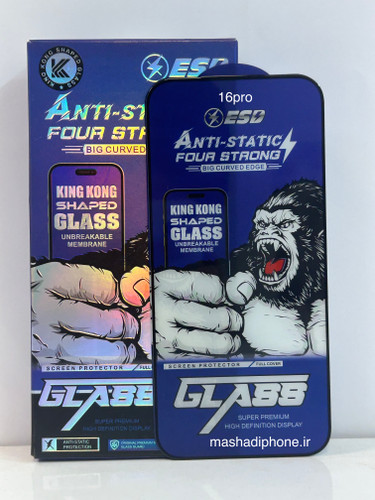 KING KONG SHAPED GLASS
K
ESD
ANTI-STATIC
FOUR STRONG
BIG CURVED
KING KONG
SHAPED
GLASS
UNBREAKABLE
MEMBRANE
SCREEN PROTECTOR
FULL
GLASS
SUPER PREMIUM
HIGH DEFINITION DISPLAY
ANTI-STATIC
PROTECTION
16pro
ESD
ANTI-STATIC
FOUR STRONG
BIG CURVED EDGE
KING KONG
SHAPED
GLASS
UNBREAKABLE
MEMBRANE
SCREEN PROTECTOR
FULL COVER
GLASS
SUPER PREMIUM
HIGH DEFINITION DISPLAY
mashadiphone.ir